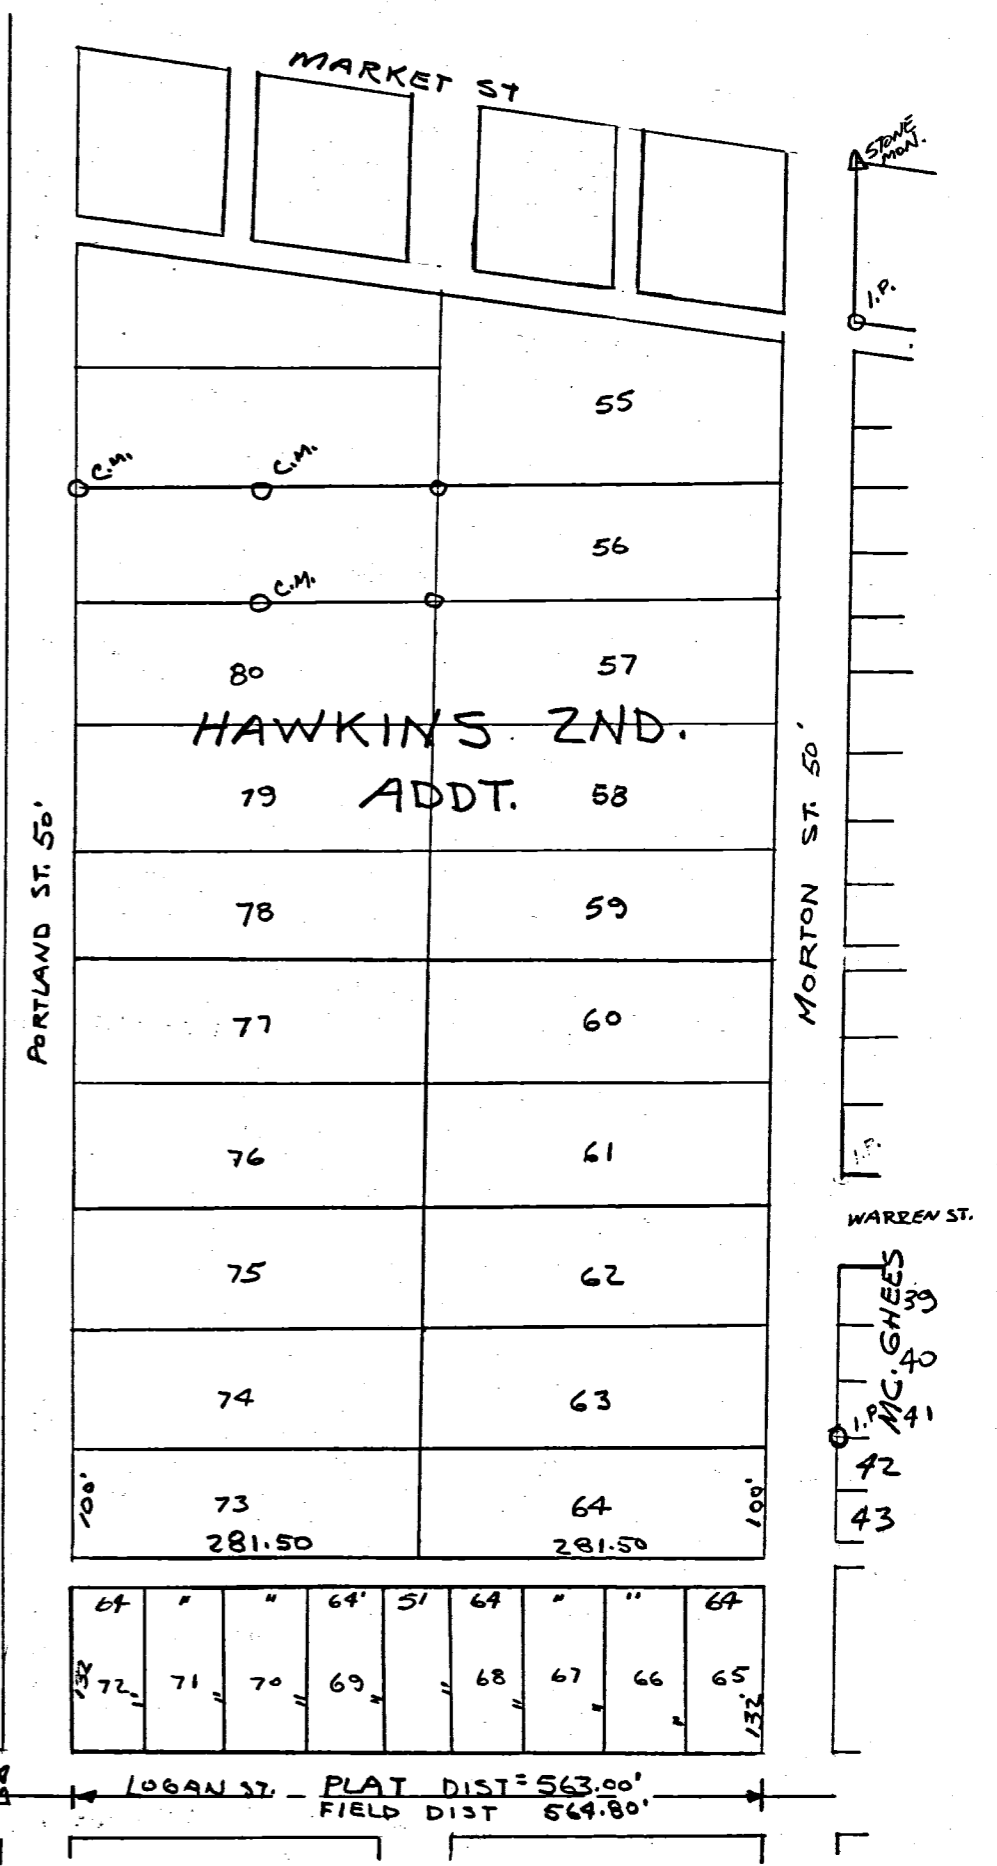 MARKET ST
STONE
MON.
I.P.
55
C.M.
C.M.
56
C.M.
80
57
HAWKINS 2ND.
ADDT.
79
58
PORTLAND ST. 50'
MORTON ST. 50'
78
59
77
60
76
61
I.P.
WARREN ST.
75
62
MC. GHEES
39
40
41
I.P.
74
63
42
43
100'
73
281.50
64
281.50
100'
64 " " 64' 51' 64 " " 64
132 72 " 71 " 70 " 69 " " 68 " 67 " 66 " 65 132'
LOGAN ST. PLAT DIST = 563.00'
FIELD DIST 564.80'